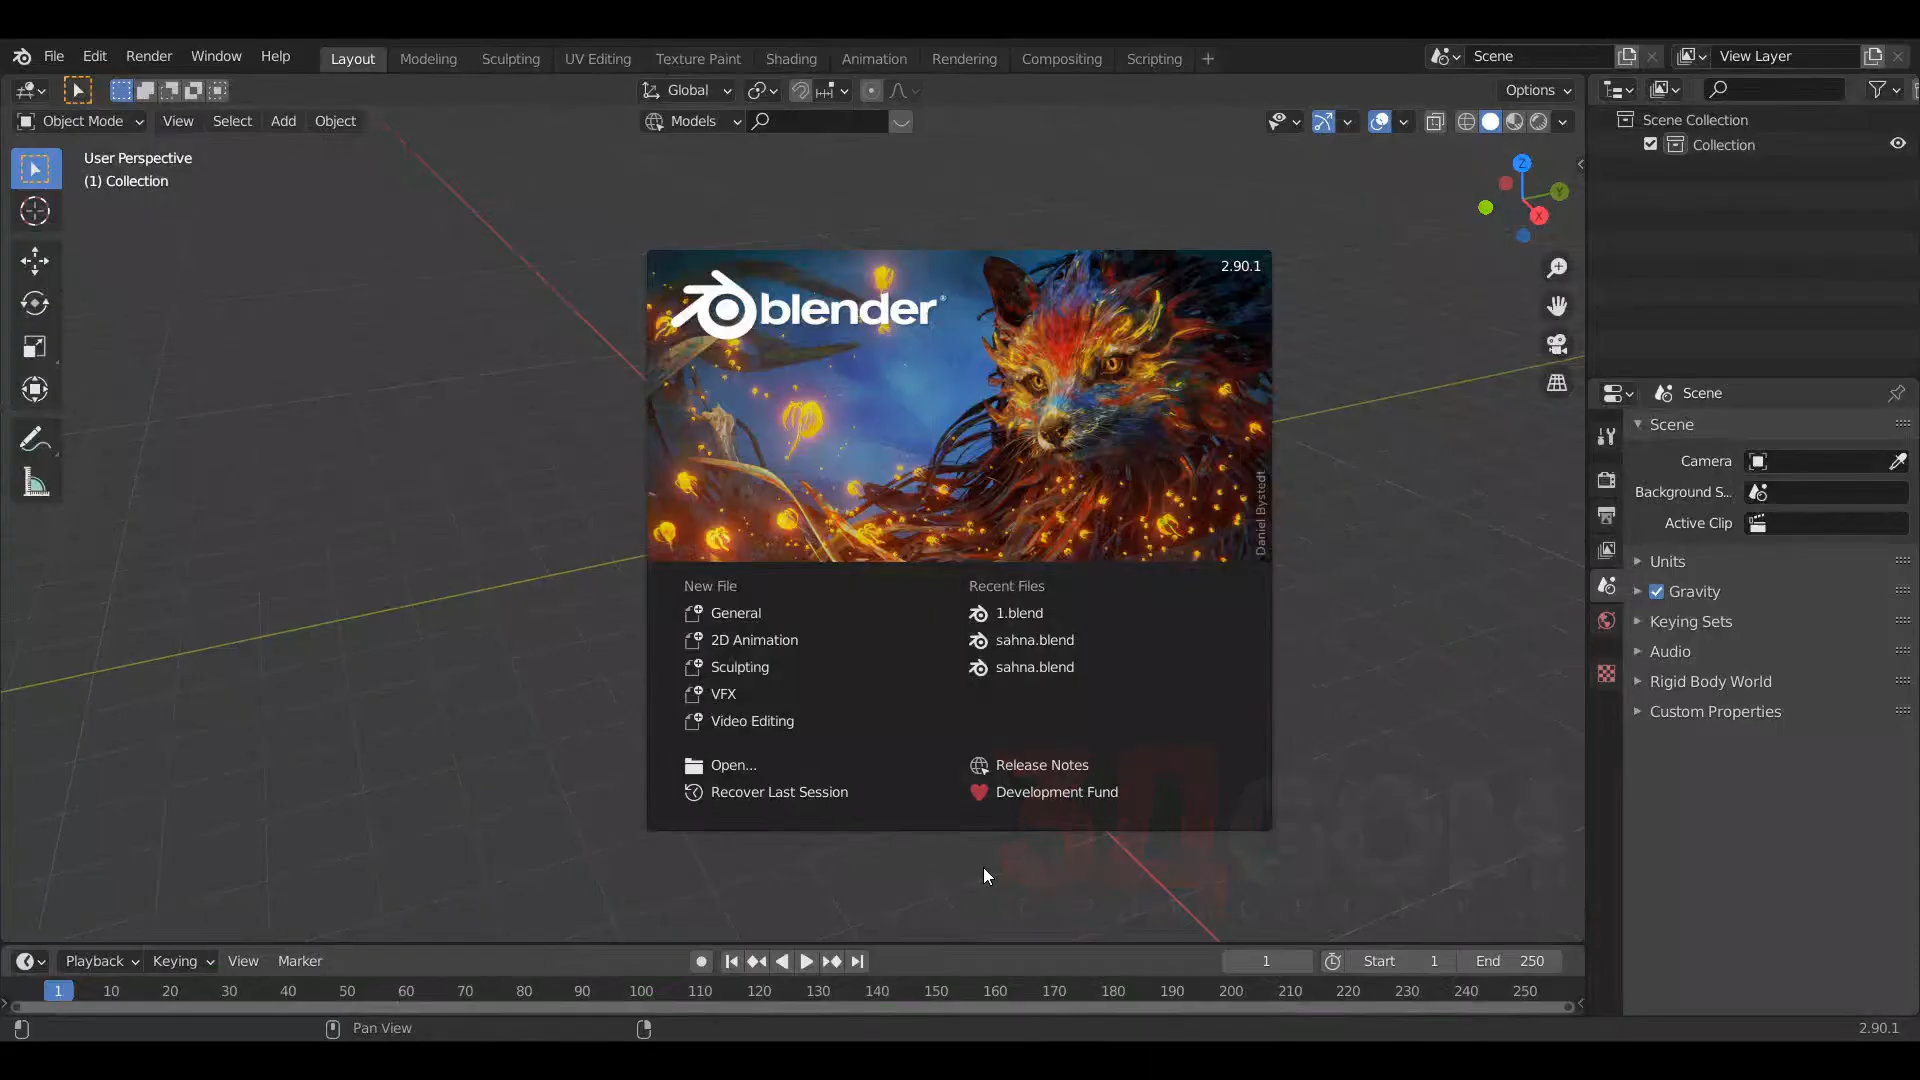 File Edit Render Window Help Layout Modeling Sculpting UV Editing Texture Paint Shading Animation Rendering Compositing Scripting + Scene View Layer
Global Options
Object Mode View Select Add Object Models
User Perspective
(1) Collection
Z
Y
X
Scene Collection
Collection
2.90.1
blender
Daniel Bystedt
New File
General
2D Animation
Sculpting
VFX
Video Editing
Open...
Recover Last Session
Recent Files
1.blend
sahna.blend
sahna.blend
Release Notes
Development Fund
Scene
Scene
Camera
Background S...
Active Clip
Units
Gravity
Keying Sets
Audio
Rigid Body World
Custom Properties
Playback Keying View Marker 1 Start 1 End 250
1 10 20 30 40 50 60 70 80 90 100 110 120 130 140 150 160 170 180 190 200 210 220 230 240 250
Pan View 2.90.1